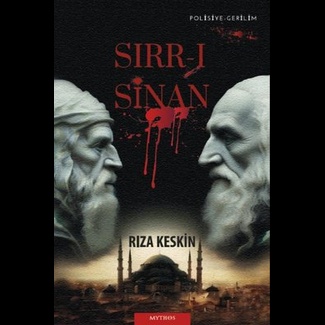 POLİSİYE-GERİLİM
SIRR-I
SİNAN
RIZA KESKİN
MYTHOS